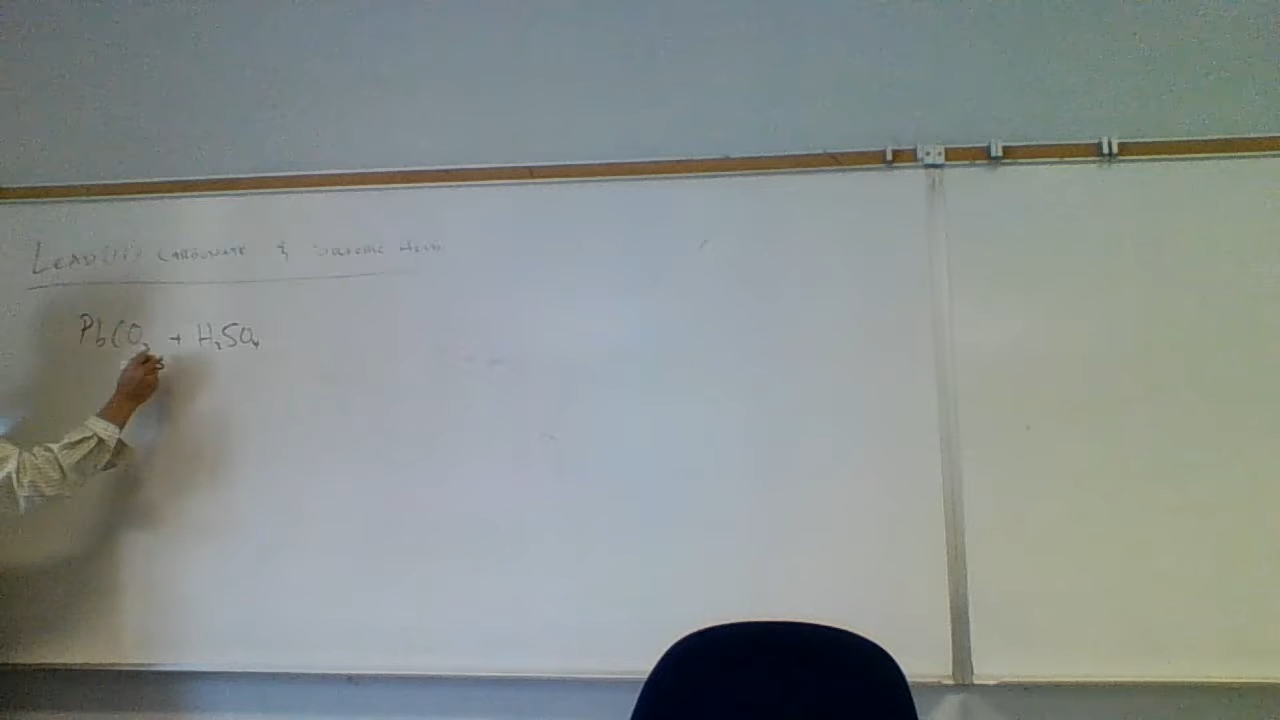 LEAD(II) CARBONATE & SULFURIC ACID
PbCO3 + H2SO4